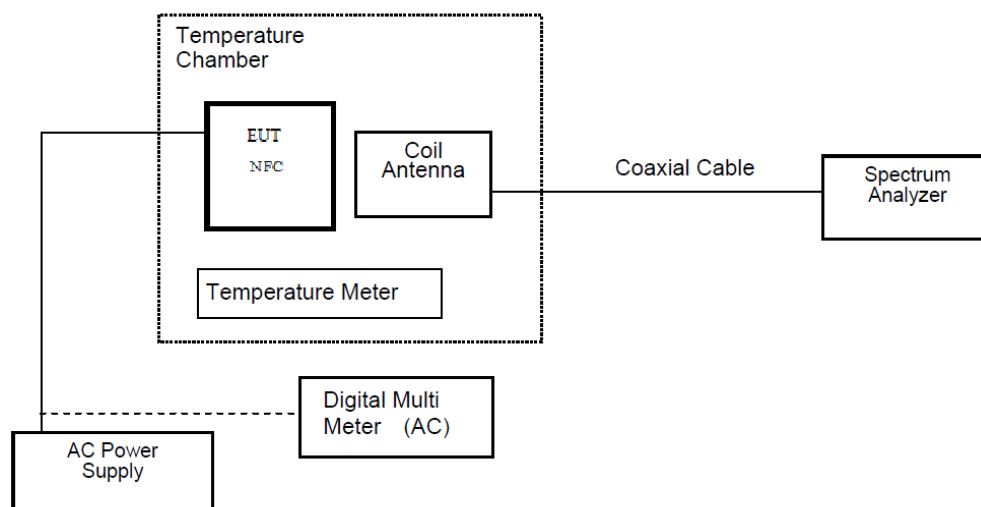 Temperature
Chamber
EUT
NFC
Coil
Antenna
Coaxial Cable
Spectrum
Analyzer
Temperature Meter
Digital Multi
Meter (AC)
AC Power
Supply